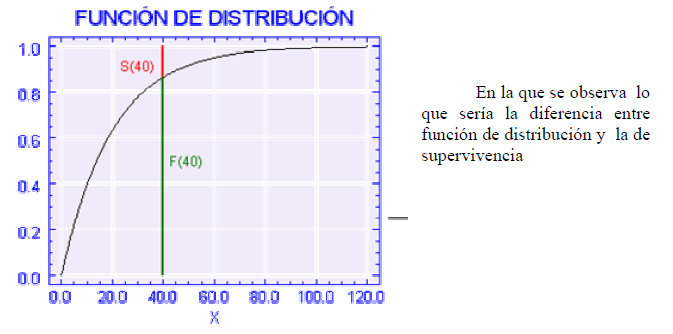 FUNCIÓN DE DISTRIBUCIÓN
1.0
0.8
0.6
0.4
0.2
0.0
S(40)
F(40)
0.0 20.0 40.0 60.0 80.0 100.0 120.0
X
En la que se observa lo
que sería la diferencia entre
función de distribución y la de
supervivencia